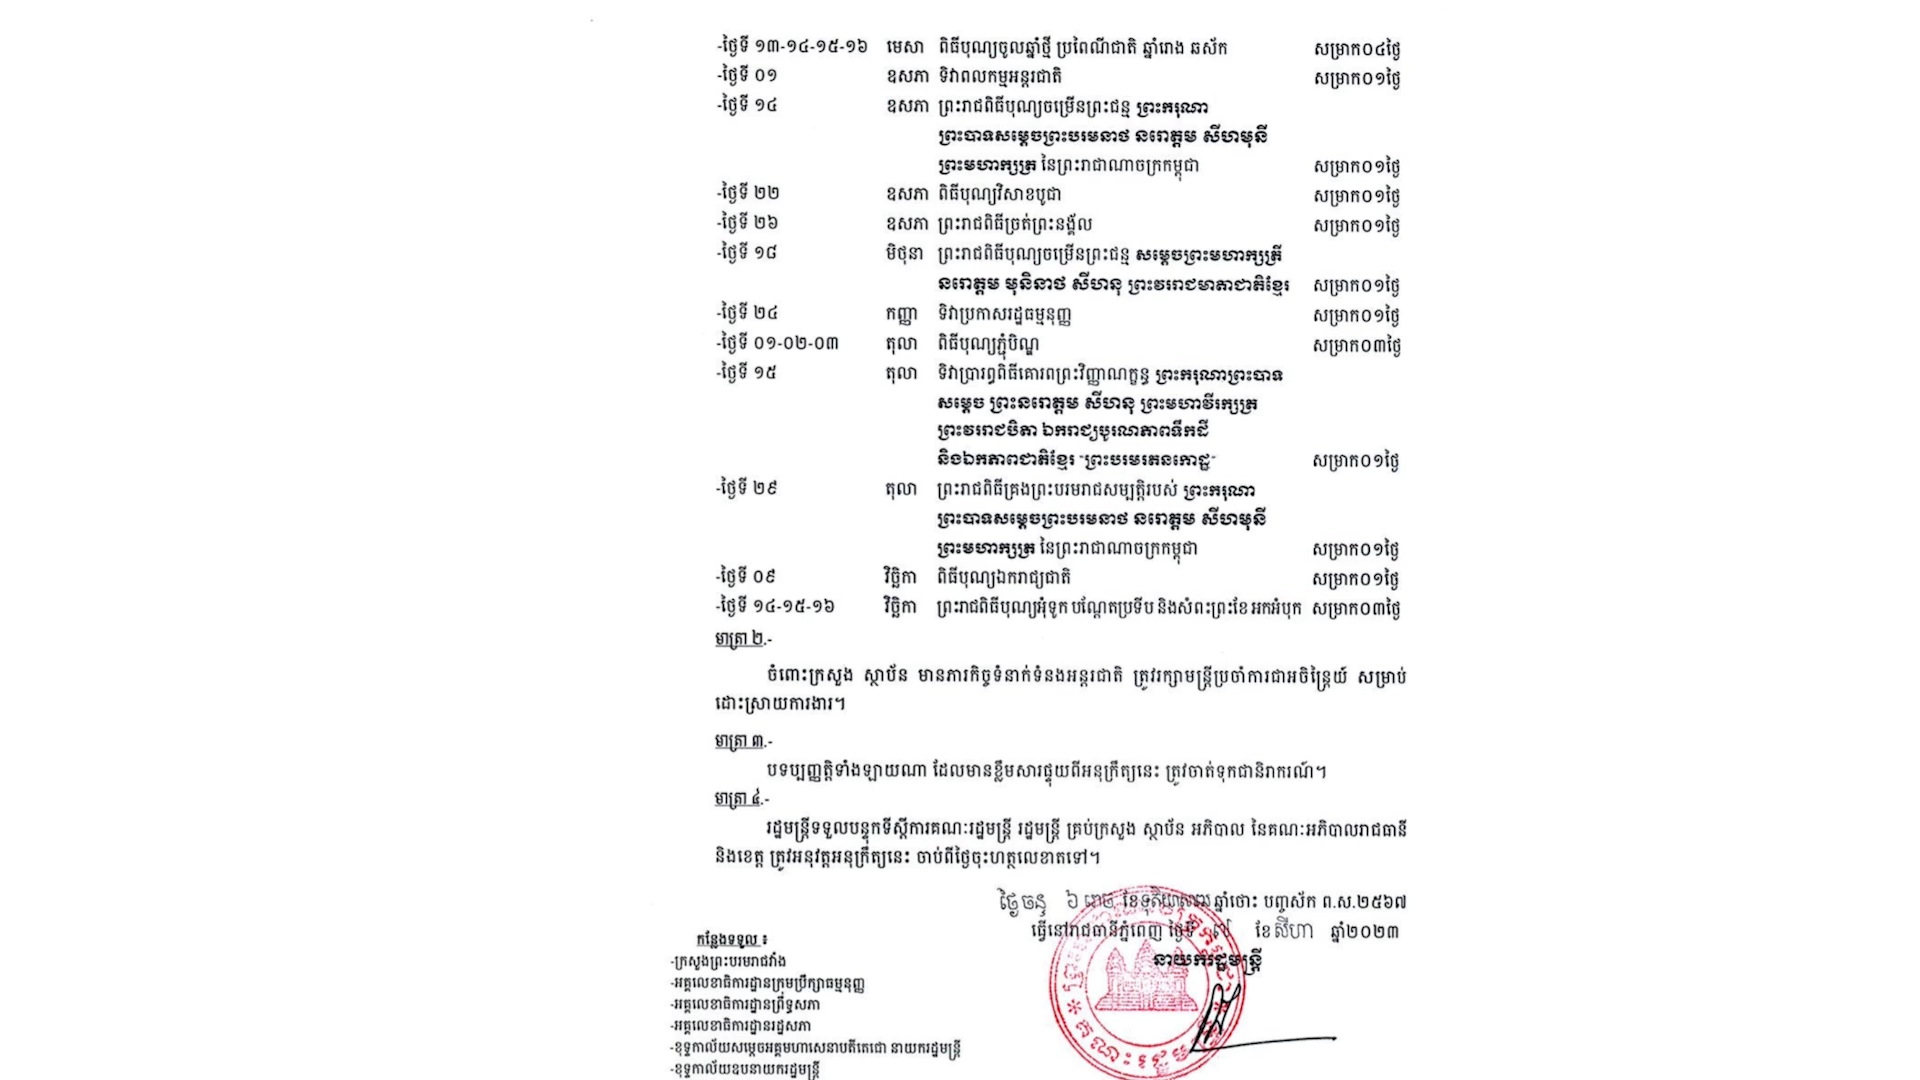 -ថ្ងៃទី ១៣-១៤-១៥-១៦ មេសា ពិធីបុណ្យចូលឆ្នាំថ្មី ប្រពៃណីជាតិ ឆ្នាំរោង ឆស័ក សម្រាក០៤ថ្ងៃ
-ថ្ងៃទី ០១ ឧសភា ទិវាពលកម្មអន្តរជាតិ សម្រាក០១ថ្ងៃ
-ថ្ងៃទី ១៤ ឧសភា ព្រះរាជពិធីបុណ្យចម្រើនព្រះជន្ម ព្រះករុណា
ព្រះបាទសម្តេចព្រះបរមនាថ នរោត្តម សីហមុនី
ព្រះមហាក្សត្រ នៃព្រះរាជាណាចក្រកម្ពុជា សម្រាក០១ថ្ងៃ
-ថ្ងៃទី ២២ ឧសភា ពិធីបុណ្យវិសាខបូជា សម្រាក០១ថ្ងៃ
-ថ្ងៃទី ២៦ ឧសភា ព្រះរាជពិធីច្រត់ព្រះនង្គ័ល សម្រាក០១ថ្ងៃ
-ថ្ងៃទី ១៨ មិថុនា ព្រះរាជពិធីបុណ្យចម្រើនព្រះជន្ម សម្តេចព្រះមហាក្សត្រី
នរោត្តម មុនិនាថ សីហនុ ព្រះវររាជមាតាជាតិខ្មែរ សម្រាក០១ថ្ងៃ
-ថ្ងៃទី ២៤ កញ្ញា ទិវាប្រកាសរដ្ឋធម្មនុញ្ញ សម្រាក០១ថ្ងៃ
-ថ្ងៃទី ០១-០២-០៣ តុលា ពិធីបុណ្យភ្ជុំបិណ្ឌ សម្រាក០៣ថ្ងៃ
-ថ្ងៃទី ១៥ តុលា ទិវាប្រារព្ធពិធីគោរពព្រះវិញ្ញាណក្ខន្ធ ព្រះករុណាព្រះបាទ
សម្តេច ព្រះនរោត្តម សីហនុ ព្រះមហាវីរក្សត្រ
ព្រះវររាជបិតា ឯករាជ្យបូរណភាពទឹកដី
និងឯកភាពជាតិខ្មែរ "ព្រះបរមរតនកោដ្ឋ" សម្រាក០១ថ្ងៃ
-ថ្ងៃទី ២៩ តុលា ព្រះរាជពិធីគ្រងព្រះបរមរាជសម្បត្តិរបស់ ព្រះករុណា
ព្រះបាទសម្តេចព្រះបរមនាថ នរោត្តម សីហមុនី
ព្រះមហាក្សត្រ នៃព្រះរាជាណាចក្រកម្ពុជា សម្រាក០១ថ្ងៃ
-ថ្ងៃទី ០៩ វិច្ឆិកា ពិធីបុណ្យឯករាជ្យជាតិ សម្រាក០១ថ្ងៃ
-ថ្ងៃទី ១៤-១៥-១៦ វិច្ឆិកា ព្រះរាជពិធីបុណ្យអុំទូក បណ្តែតប្រទីប និងសំពះព្រះខែ អកអំបុក សម្រាក០៣ថ្ងៃ
មាត្រា ២.-
ចំពោះក្រសួង ស្ថាប័ន មានភារកិច្ចទំនាក់ទំនងអន្តរជាតិ ត្រូវរក្សាមន្ត្រីប្រចាំការជាអចិន្ត្រៃយ៍ សម្រាប់
ដោះស្រាយការងារ។
មាត្រា ៣.-
បទប្បញ្ញត្តិទាំងឡាយណា ដែលមានខ្លឹមសារផ្ទុយពីអនុក្រឹត្យនេះ ត្រូវចាត់ទុកជានិរាករណ៍។
មាត្រា ៤.-
រដ្ឋមន្ត្រីទទួលបន្ទុកទីស្តីការគណៈរដ្ឋមន្ត្រី រដ្ឋមន្ត្រី គ្រប់ក្រសួង ស្ថាប័ន អភិបាល នៃគណៈអភិបាលរាជធានី
និងខេត្ត ត្រូវអនុវត្តអនុក្រឹត្យនេះ ចាប់ពីថ្ងៃចុះហត្ថលេខាតទៅ។
ថ្ងៃចន្ទ ៦ រោច ខែទុតិយាសាឍ ឆ្នាំថោះ បញ្ចស័ក ព.ស.២៥៦៧
ធ្វើនៅរាជធានីភ្នំពេញ ថ្ងៃទី ៧ ខែសីហា ឆ្នាំ២០២៣
នាយករដ្ឋមន្ត្រី
គណៈរដ្ឋមន្ត្រី
កន្លែងទទួល ៖
-ក្រសួងព្រះបរមរាជវាំង
-អគ្គលេខាធិការដ្ឋានក្រុមប្រឹក្សាធម្មនុញ្ញ
-អគ្គលេខាធិការដ្ឋានព្រឹទ្ធសភា
-អគ្គលេខាធិការដ្ឋានរដ្ឋសភា
-ខុទ្ទកាល័យសម្តេចអគ្គមហាសេនាបតីតេជោ នាយករដ្ឋមន្ត្រី
-ខុទ្ទកាល័យឧបនាយករដ្ឋមន្ត្រី